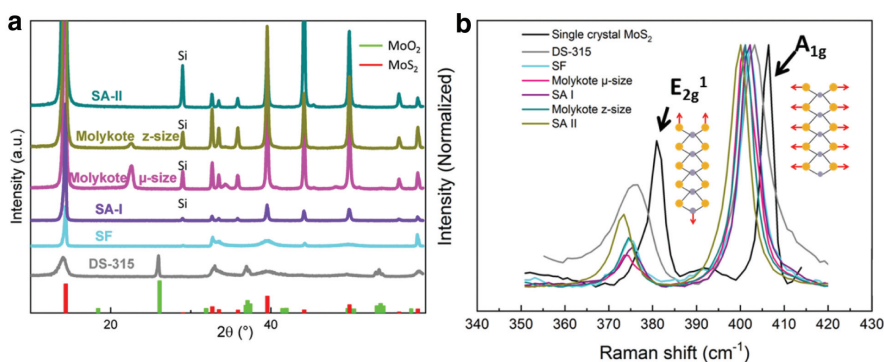 a
MoO₂
MoS₂
Si
SA-II
Si
Molykote z-size
Si
Molykote µ-size
Si
SA-I
SF
DS-315
Intensity (a.u.)
20
40
2θ (°)
b
Single crystal MoS₂
DS-315
SF
Molykote µ-size
SA I
Molykote z-size
SA II
E₂g¹
A₁g
Intensity (Normalized)
340 350 360 370 380 390 400 410 420 430
Raman shift (cm⁻¹)